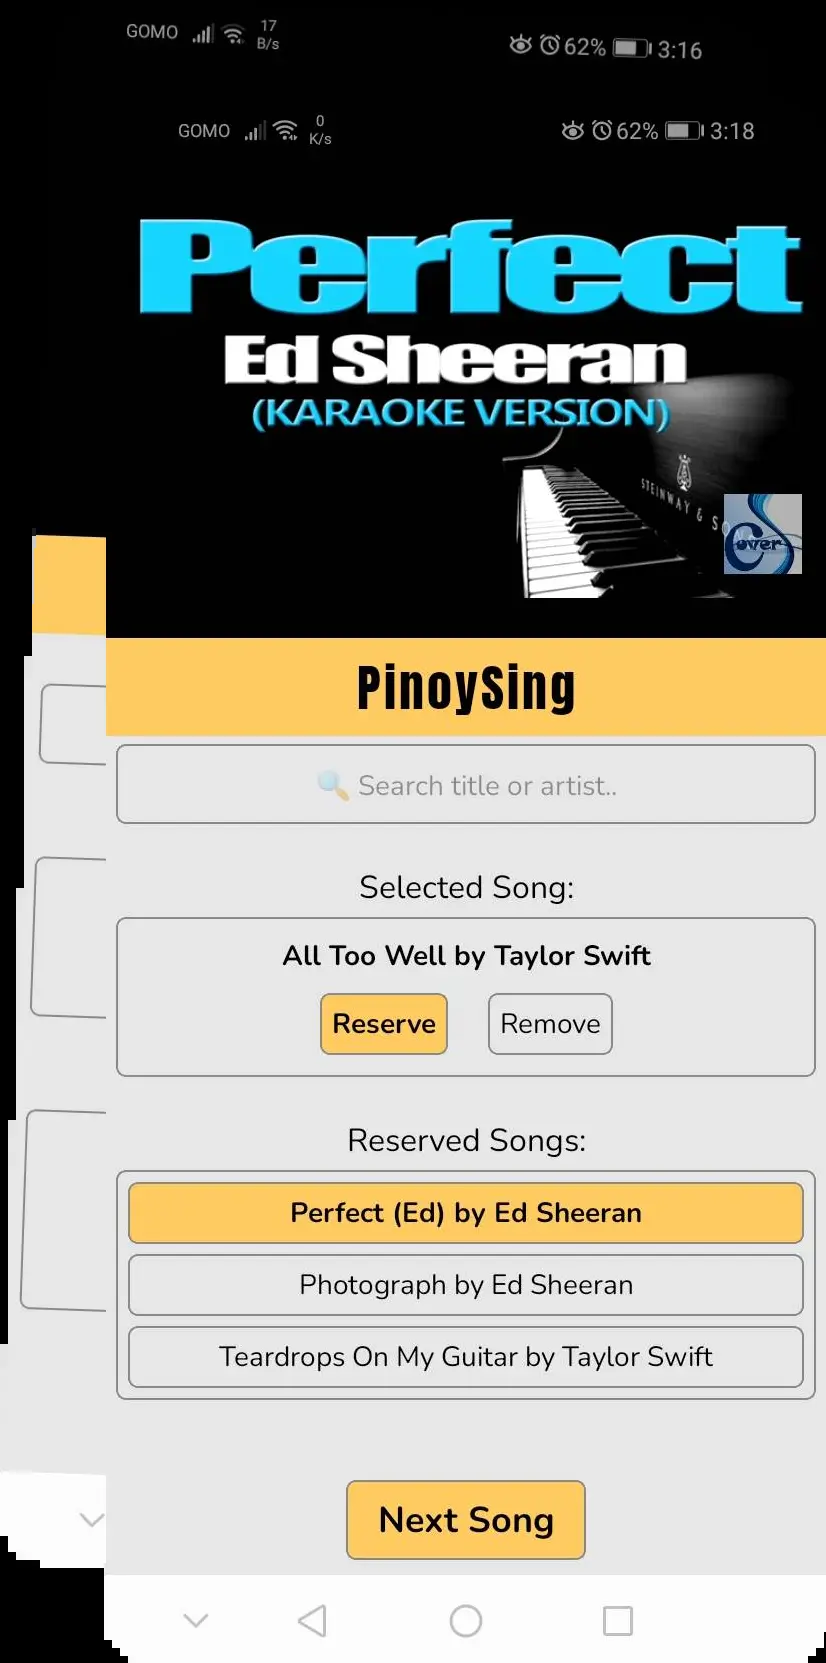 GOMO 17 B/s 62% 3:16
GOMO 0 K/s 62% 3:18
Perfect
Ed Sheeran
(KARAOKE VERSION)
STEINWAY & SO
Cover
PinoySing
🔍 Search title or artist..
Selected Song:
All Too Well by Taylor Swift
Reserve Remove
Reserved Songs:
Perfect (Ed) by Ed Sheeran
Photograph by Ed Sheeran
Teardrops On My Guitar by Taylor Swift
Next Song